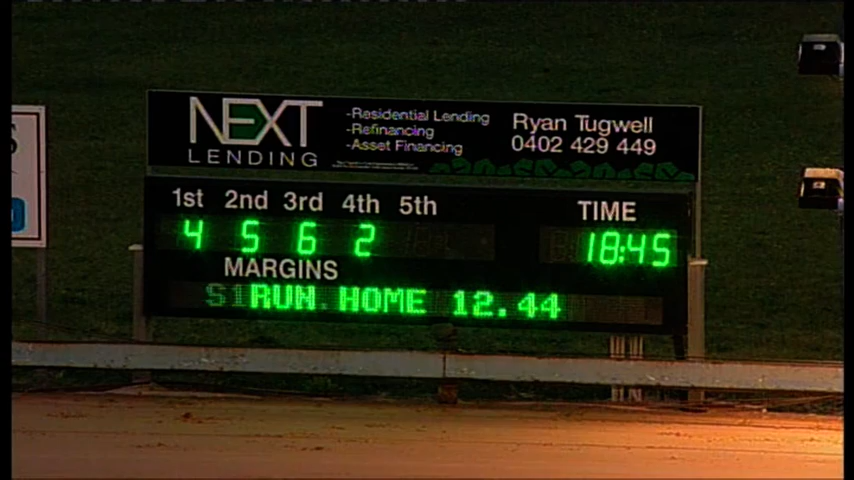 NEXT
LENDING
-Residential Lending
-Refinancing
-Asset Financing
Ryan Tugwell
0402 429 449
1st 2nd 3rd 4th 5th TIME
4 5 6 2 18:45
MARGINS
RUN HOME 12.44